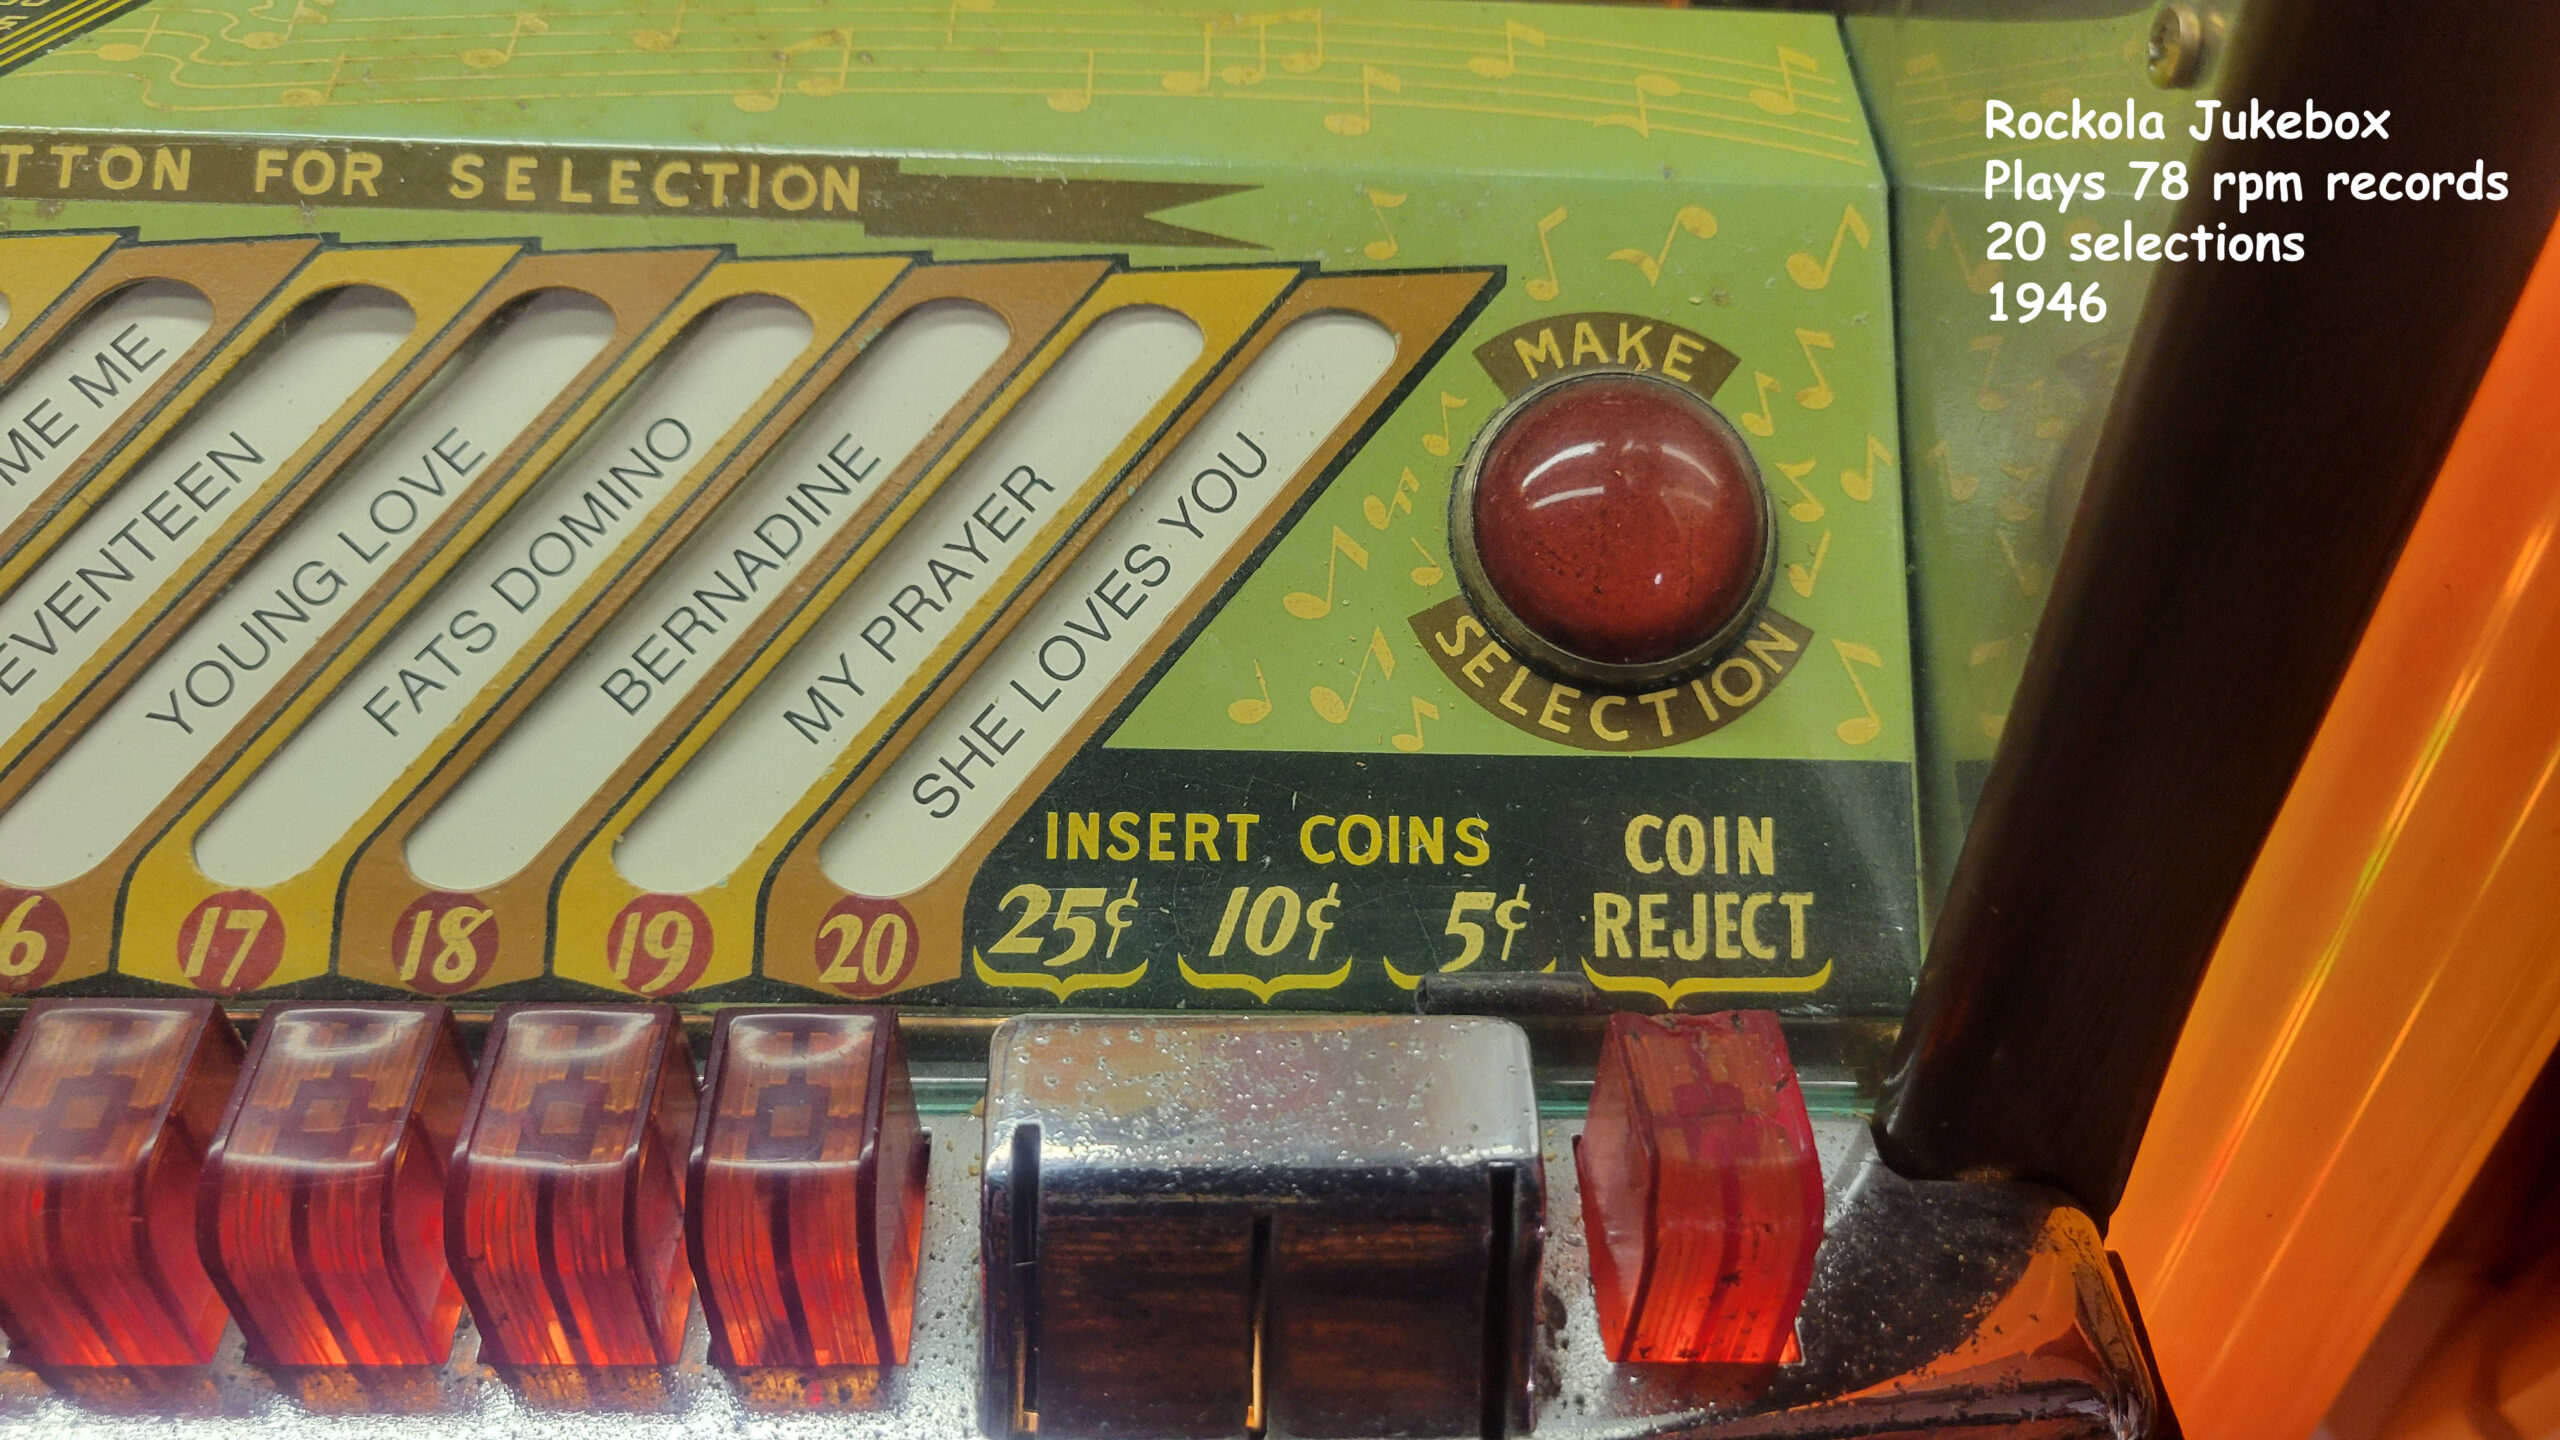 Rockola Jukebox
Plays 78 rpm records
20 selections
1946
TTON FOR SELECTION
ME ME
EVENTEEN
YOUNG LOVE
FATS DOMINO
BERNADINE
MY PRAYER
SHE LOVES YOU
MAKE
SELECTION
INSERT COINS
25¢ 10¢ 5¢
COIN
REJECT
6 17 18 19 20